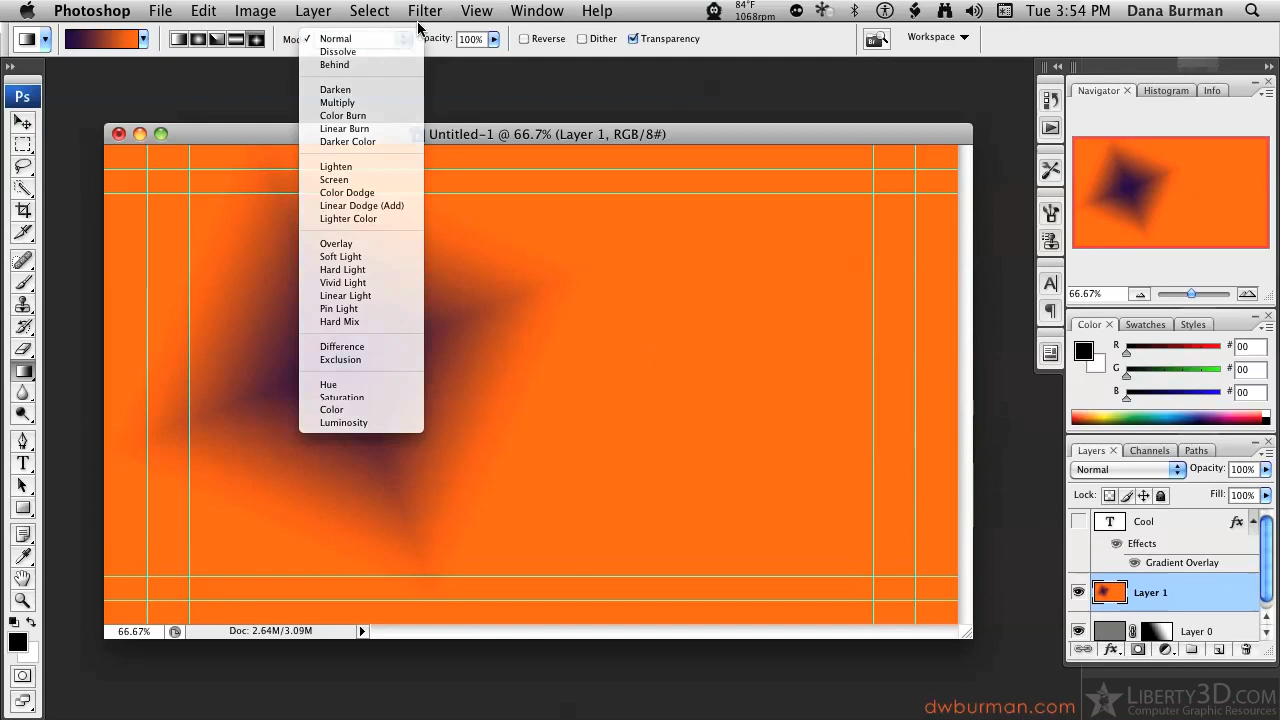 Photoshop File Edit Image Layer Select Filter View Window Help 84°F 1068rpm Tue 3:54 PM Dana Burman
Normal 100% Reverse Dither Transparency Workspace
Dissolve
Behind
Darken
Multiply
Color Burn
Linear Burn
Darker Color
Lighten
Screen
Color Dodge
Linear Dodge (Add)
Lighter Color
Overlay
Soft Light
Hard Light
Vivid Light
Linear Light
Pin Light
Hard Mix
Difference
Exclusion
Hue
Saturation
Color
Luminosity
Ps
Untitled-1 @ 66.7% (Layer 1, RGB/8#)
66.67% Doc: 2.64M/3.09M
Navigator Histogram Info
66.67%
Color Swatches Styles
R # 00
G # 00
B # 00
Layers Channels Paths
Normal Opacity: 100%
Lock: Fill: 100%
T Cool fx
Effects
Gradient Overlay
Layer 1
Layer 0
fx
dwburman.com
LIBERTY3D.COM
Computer Graphic Resources